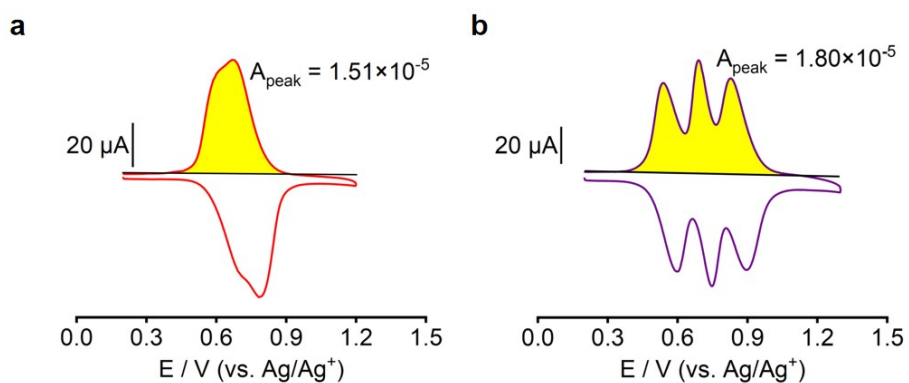 a
A_peak = 1.51×10⁻⁵
20 µA
0.0 0.3 0.6 0.9 1.2 1.5
E / V (vs. Ag/Ag⁺)
b
A_peak = 1.80×10⁻⁵
20 µA
0.0 0.3 0.6 0.9 1.2 1.5
E / V (vs. Ag/Ag⁺)